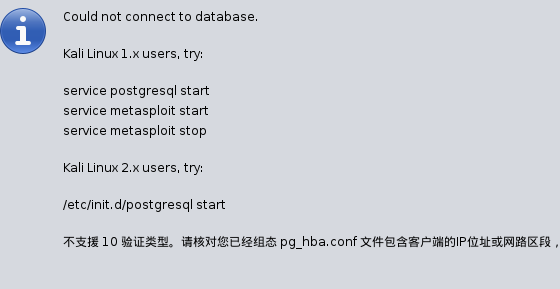 Could not connect to database.
Kali Linux 1.x users, try:
service postgresql start
service metasploit start
service metasploit stop
Kali Linux 2.x users, try:
/etc/init.d/postgresql start
不支援 10 验证类型。请核对您已经组态 pg_hba.conf 文件包含客户端的IP位址或网路区段，